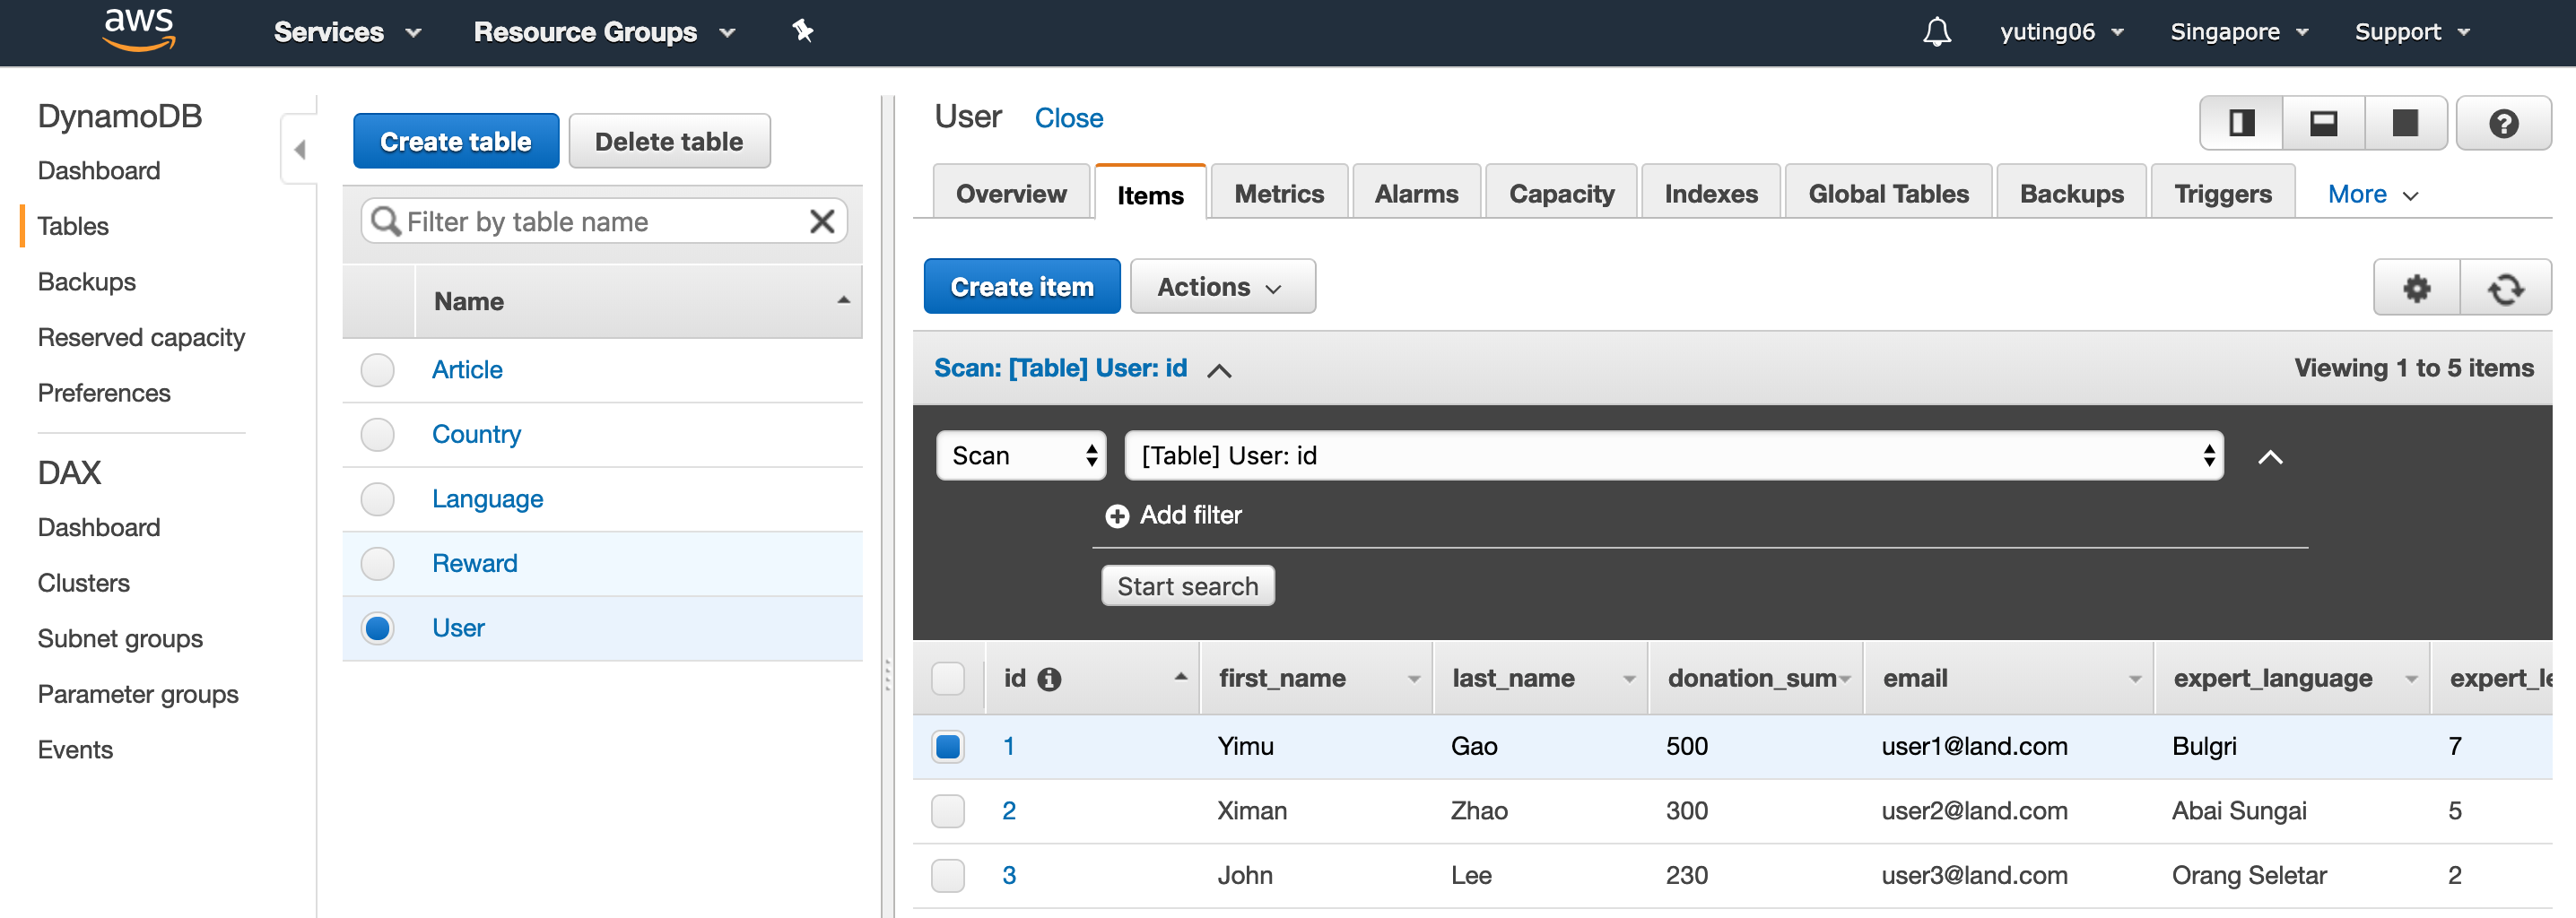 aws
Services
Resource Groups
yuting06
Singapore
Support
DynamoDB
Dashboard
Tables
Backups
Reserved capacity
Preferences
DAX
Dashboard
Clusters
Subnet groups
Parameter groups
Events
Create table
Delete table
Filter by table name
Name
Article
Country
Language
Reward
User
User Close
Overview Items Metrics Alarms Capacity Indexes Global Tables Backups Triggers More
Create item Actions
Scan: [Table] User: id
Viewing 1 to 5 items
Scan [Table] User: id
Add filter
Start search
id first_name last_name donation_sum email expert_language
1 Yimu Gao 500 user1@land.com Bulgri 7
2 Ximan Zhao 300 user2@land.com Abai Sungai 5
3 John Lee 230 user3@land.com Orang Seletar 2